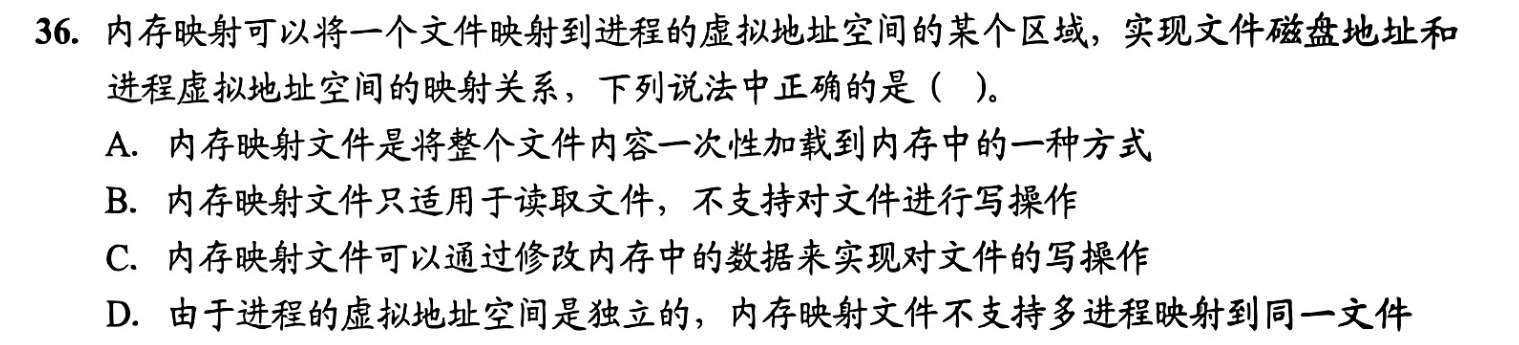 36. 内存映射可以将一个文件映射到进程的虚拟地址空间的某个区域，实现文件磁盘地址和
进程虚拟地址空间的映射关系，下列说法中正确的是（ ）。
A. 内存映射文件是将整个文件内容一次性加载到内存中的一种方式
B. 内存映射文件只适用于读取文件，不支持对文件进行写操作
C. 内存映射文件可以通过修改内存中的数据来实现对文件的写操作
D. 由于进程的虚拟地址空间是独立的，内存映射文件不支持多进程映射到同一文件